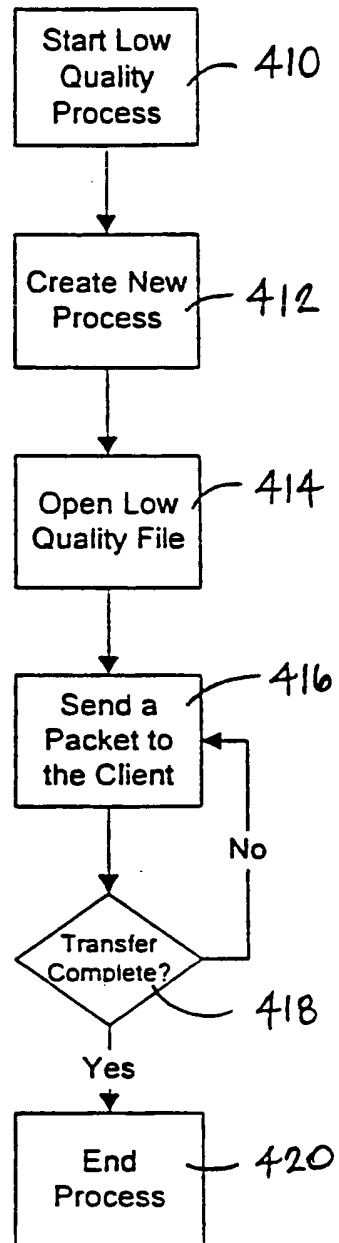 Start Low
Quality
Process
410
Create New
Process
412
Open Low
Quality File
414
Send a
Packet to
the Client
416
No
Transfer
Complete?
418
Yes
End
Process
420